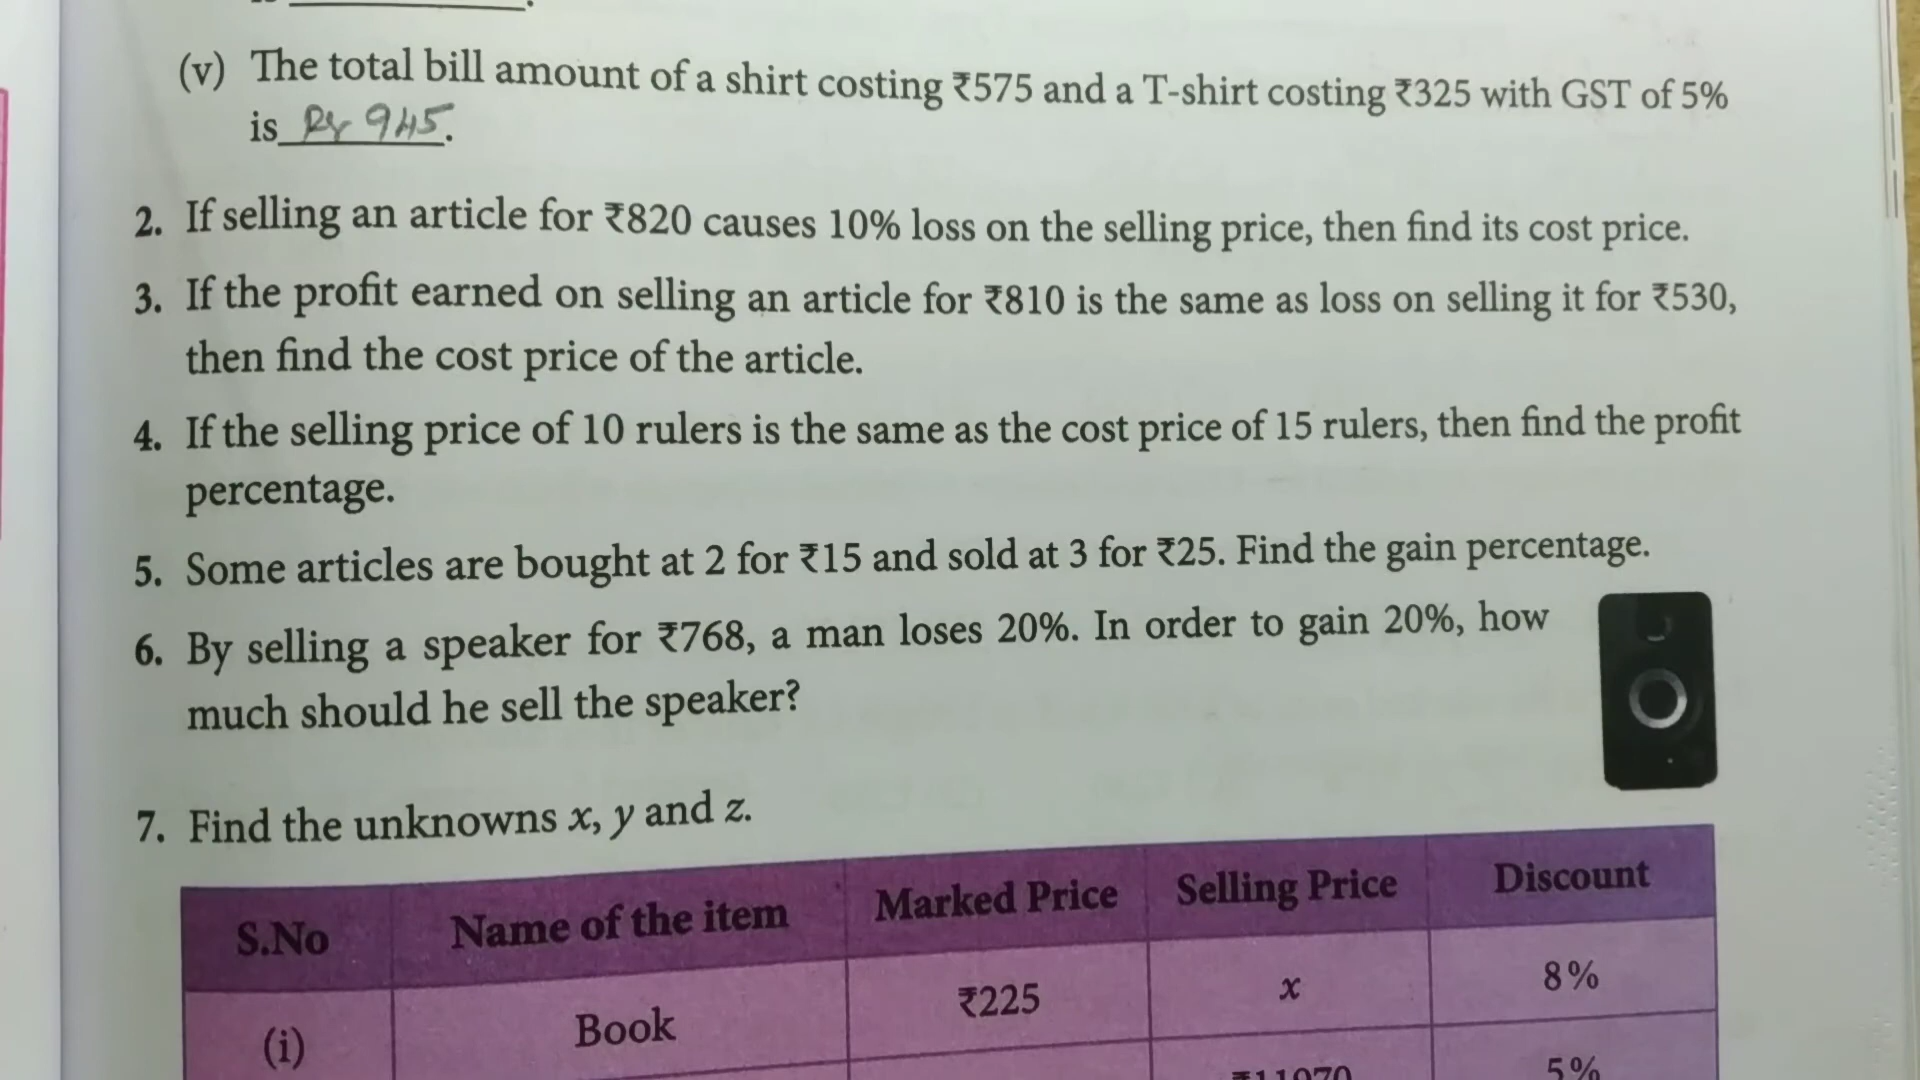 (v) The total bill amount of a shirt costing ₹575 and a T-shirt costing ₹325 with GST of 5%
is Rs 945.
2. If selling an article for ₹820 causes 10% loss on the selling price, then find its cost price.
3. If the profit earned on selling an article for ₹810 is the same as loss on selling it for ₹530,
then find the cost price of the article.
4. If the selling price of 10 rulers is the same as the cost price of 15 rulers, then find the profit
percentage.
5. Some articles are bought at 2 for ₹15 and sold at 3 for ₹25. Find the gain percentage.
6. By selling a speaker for ₹768, a man loses 20%. In order to gain 20%, how
much should he sell the speaker?
7. Find the unknowns x, y and z.
S.No Name of the item Marked Price Selling Price Discount
(i) Book ₹225 x 8%
₹11970 5%